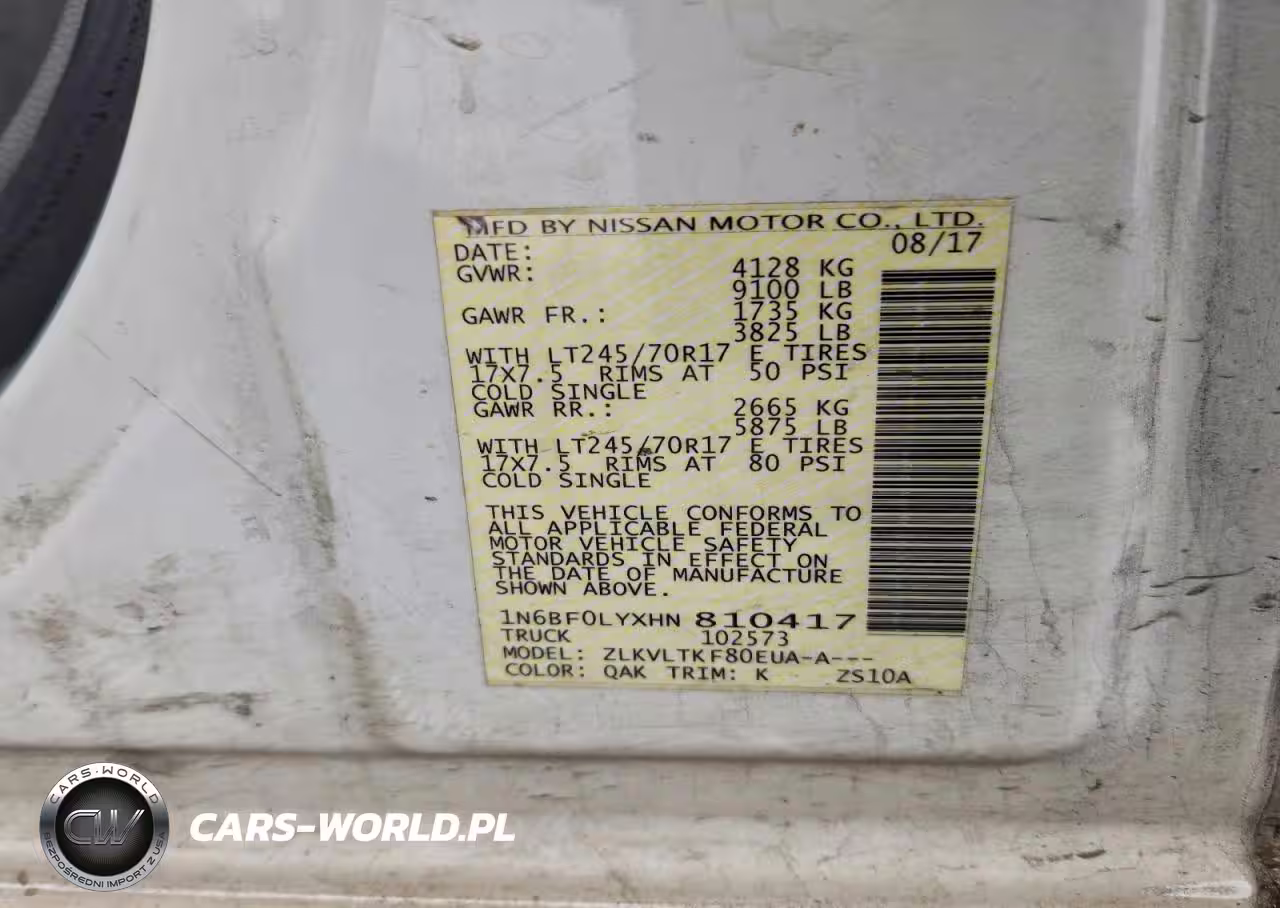 MFD BY NISSAN MOTOR CO., LTD.
DATE: 08/17
GVWR: 4128 KG
9100 LB
GAWR FR.: 1735 KG
3825 LB
WITH LT245/70R17 E TIRES
17X7.5 RIMS AT 50 PSI
COLD SINGLE
GAWR RR.: 2665 KG
5875 LB
WITH LT245/70R17 E TIRES
17X7.5 RIMS AT 80 PSI
COLD SINGLE
THIS VEHICLE CONFORMS TO
ALL APPLICABLE FEDERAL
MOTOR VEHICLE SAFETY
STANDARDS IN EFFECT ON
THE DATE OF MANUFACTURE
SHOWN ABOVE.
1N6BF0LYXHN 810417
TRUCK 102573
MODEL: ZLKVLTKF80EUA-A---
COLOR: QAK TRIM: K ZS10A
CARS-WORLD
CW
BEZPOŚREDNI IMPORT Z USA
CARS-WORLD.PL